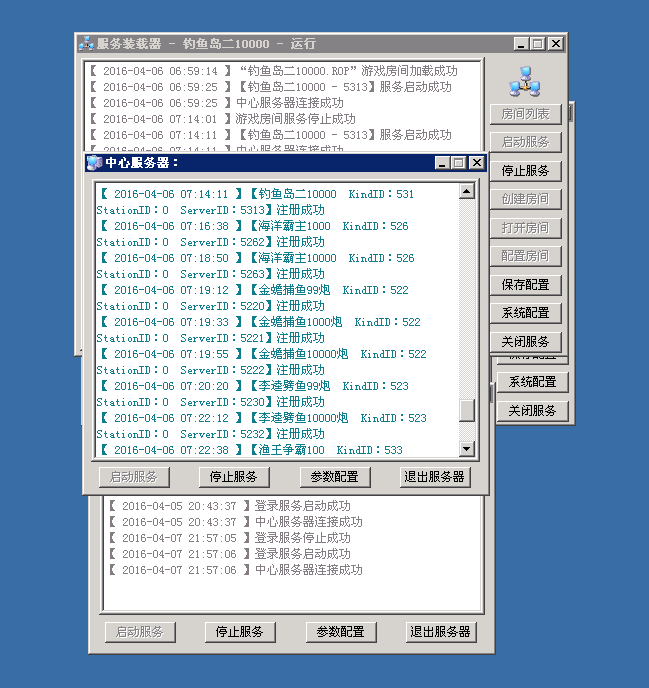 服务装载器 - 钓鱼岛二10000 - 运行
【 2016-04-06 06:59:14 】“钓鱼岛二10000.ROP”游戏房间加载成功
【 2016-04-06 06:59:25 】【钓鱼岛二10000 - 5313】服务启动成功
【 2016-04-06 06:59:25 】中心服务器连接成功
【 2016-04-06 07:14:01 】游戏房间服务停止成功
【 2016-04-06 07:14:11 】【钓鱼岛二10000 - 5313】服务启动成功
【 2016-04-06 07:14:11 】中心服务器连接成功
房间列表
启动服务
停止服务
创建房间
打开房间
配置房间
保存配置
系统配置
关闭服务
保存配置
系统配置
关闭服务
中心服务器:
【 2016-04-06 07:14:11 】【钓鱼岛二10000 KindID:531
StationID:0 ServerID:5313】注册成功
【 2016-04-06 07:16:38 】【海洋霸主1000 KindID:526
StationID:0 ServerID:5262】注册成功
【 2016-04-06 07:18:50 】【海洋霸主10000 KindID:526
StationID:0 ServerID:5263】注册成功
【 2016-04-06 07:19:12 】【金蟾捕鱼99炮 KindID:522
StationID:0 ServerID:5220】注册成功
【 2016-04-06 07:19:33 】【金蟾捕鱼1000炮 KindID:522
StationID:0 ServerID:5221】注册成功
【 2016-04-06 07:19:55 】【金蟾捕鱼10000炮 KindID:522
StationID:0 ServerID:5222】注册成功
【 2016-04-06 07:20:20 】【李逵劈鱼99炮 KindID:523
StationID:0 ServerID:5230】注册成功
【 2016-04-06 07:22:12 】【李逵劈鱼10000炮 KindID:523
StationID:0 ServerID:5232】注册成功
【 2016-04-06 07:22:38 】【渔王争霸100 KindID:533
启动服务 停止服务 参数配置 退出服务器
【 2016-04-05 20:43:37 】登录服务启动成功
【 2016-04-05 20:43:37 】中心服务器连接成功
【 2016-04-07 21:57:05 】登录服务停止成功
【 2016-04-07 21:57:06 】登录服务启动成功
【 2016-04-07 21:57:06 】中心服务器连接成功
启动服务 停止服务 参数配置 退出服务器